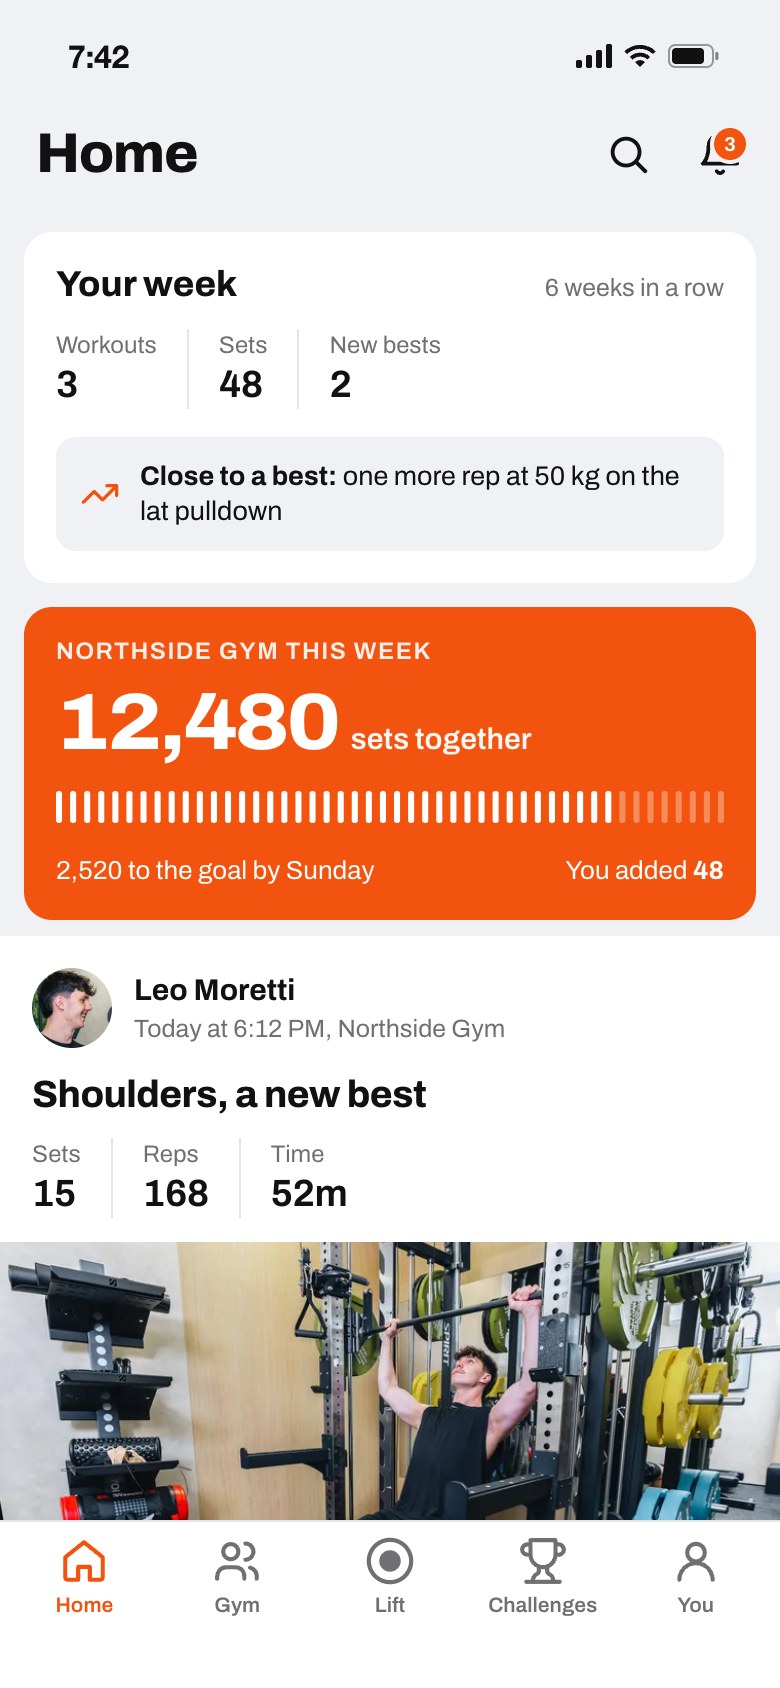 7:42
Home
3
Your week
6 weeks in a row
Workouts
3
Sets
48
New bests
2
Close to a best: one more rep at 50 kg on the
lat pulldown
NORTHSIDE GYM THIS WEEK
12,480 sets together
2,520 to the goal by Sunday
You added 48
Leo Moretti
Today at 6:12 PM, Northside Gym
Shoulders, a new best
Sets
15
Reps
168
Time
52m
Home
Gym
Lift
Challenges
You